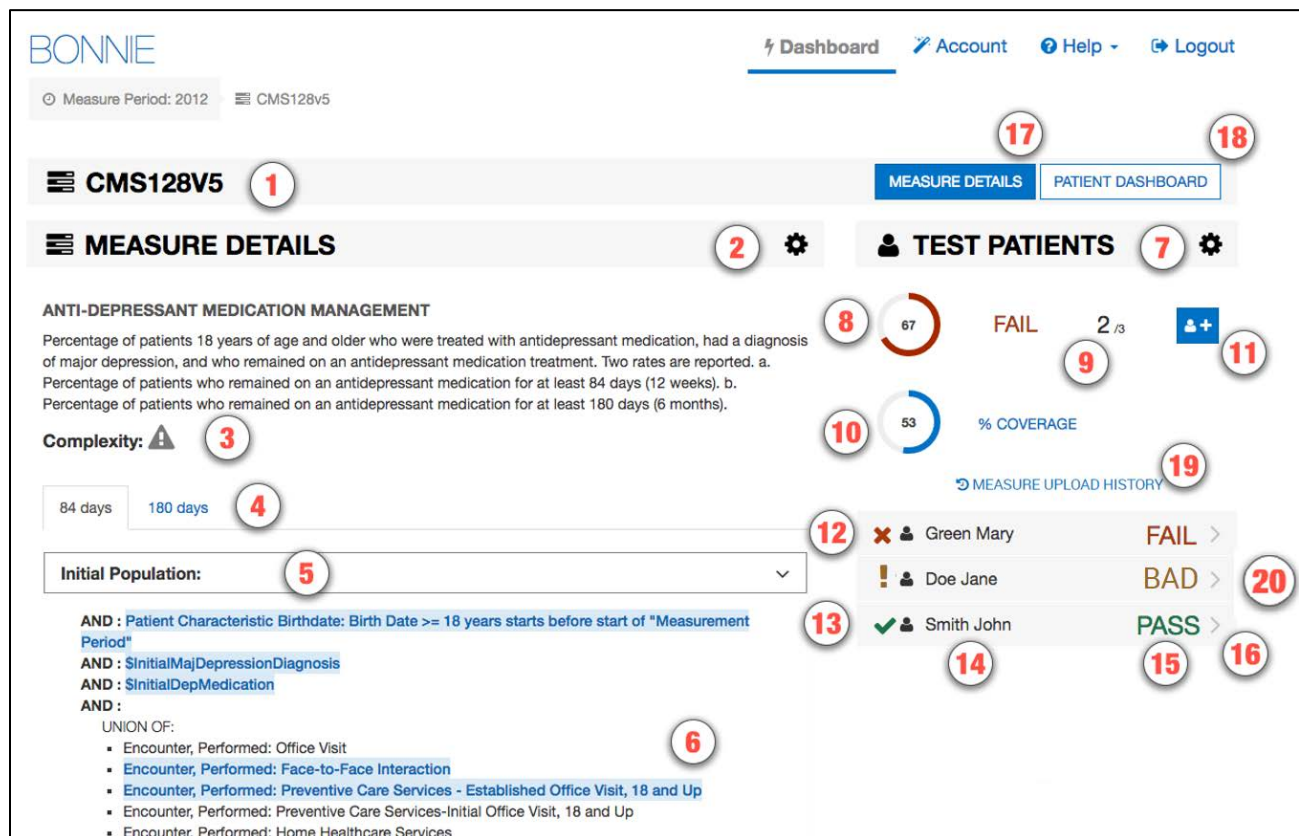 BONNIE
Dashboard Account Help Logout
Measure Period: 2012 CMS128v5
17 18
CMS128V5 1 MEASURE DETAILS PATIENT DASHBOARD
MEASURE DETAILS 2
ANTI-DEPRESSANT MEDICATION MANAGEMENT
Percentage of patients 18 years of age and older who were treated with antidepressant medication, had a diagnosis
of major depression, and who remained on an antidepressant medication treatment. Two rates are reported. a.
Percentage of patients who remained on an antidepressant medication for at least 84 days (12 weeks). b.
Percentage of patients who remained on an antidepressant medication for at least 180 days (6 months).
Complexity: 3
84 days 180 days 4
Initial Population: 5
AND : Patient Characteristic Birthdate: Birth Date >= 18 years starts before start of "Measurement
Period"
AND : $InitialMajDepressionDiagnosis
AND : $InitialDepMedication
AND :
UNION OF:
▪ Encounter, Performed: Office Visit
6
▪ Encounter, Performed: Face-to-Face Interaction
▪ Encounter, Performed: Preventive Care Services - Established Office Visit, 18 and Up
▪ Encounter, Performed: Preventive Care Services-Initial Office Visit, 18 and Up
▪ Encounter, Performed: Home Healthcare Services
TEST PATIENTS 7
8 67 FAIL 2 /3
9 11
10 53 % COVERAGE
19
MEASURE UPLOAD HISTORY
12 Green Mary FAIL
Doe Jane BAD 20
13 Smith John PASS
14 15 16